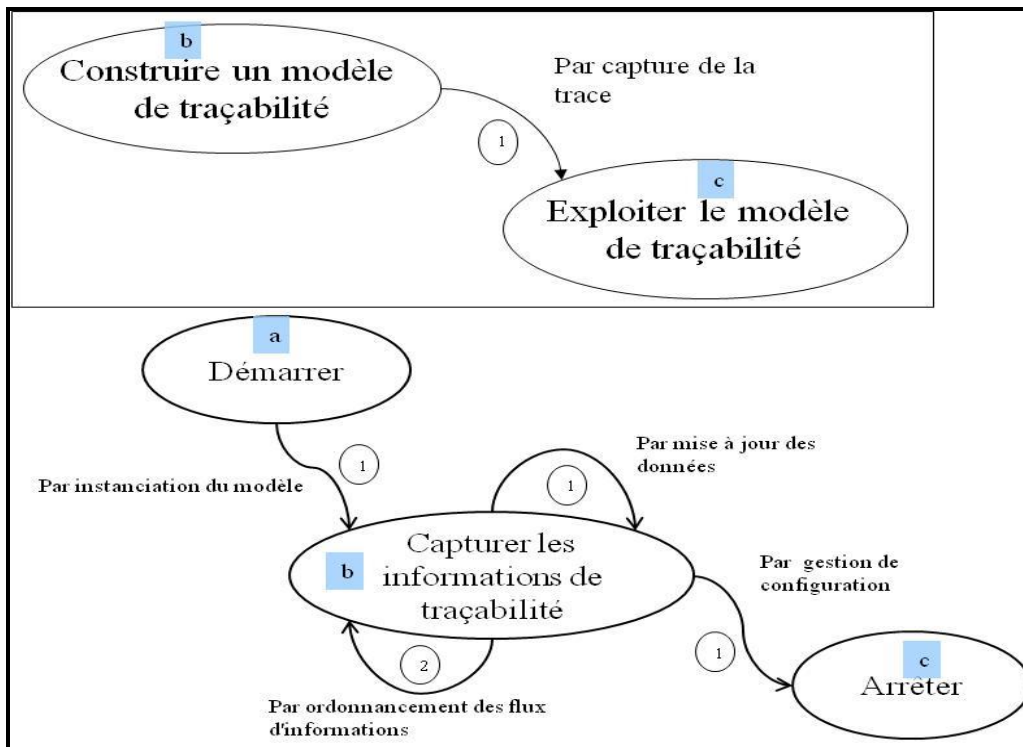 b
Construire un modèle
de traçabilité
Par capture de la
trace
1
c
Exploiter le modèle
de traçabilité
a
Démarrer
1
Par instanciation du modèle
Par mise à jour des
données
1
Capturer les
b
informations de
traçabilité
Par gestion de
configuration
1
2
c
Arrêter
Par ordonnancement des flux
d'informations